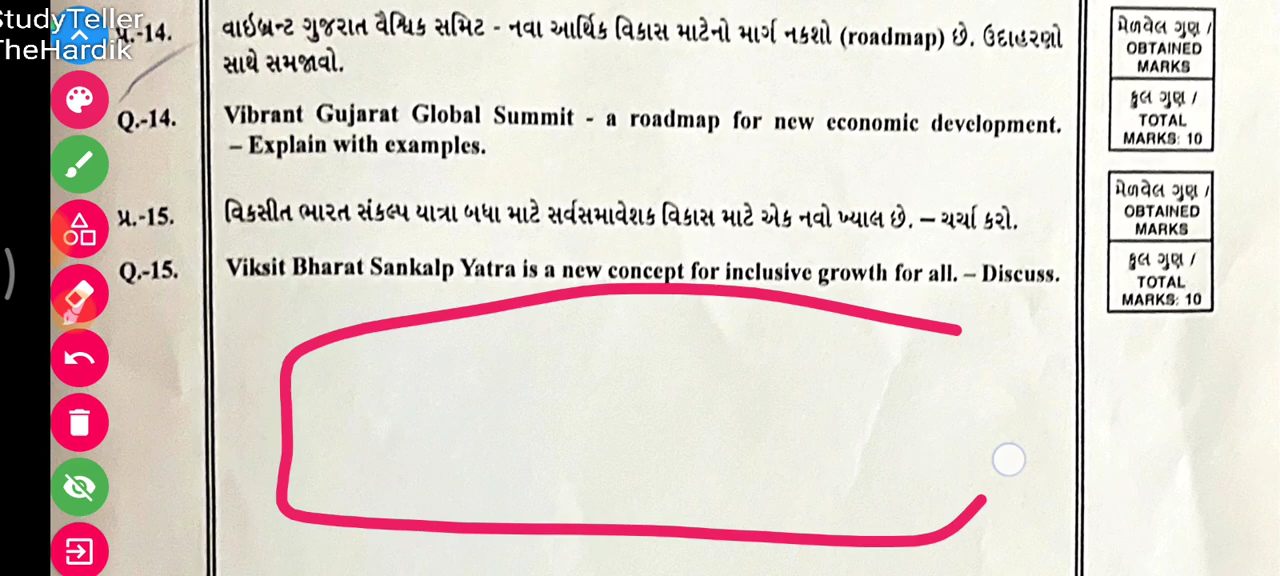 StudyTeller
TheHardik
પ્ર.-14.
વાઇબ્રન્ટ ગુજરાત વૈશ્વિક સમિટ - નવા આર્થિક વિકાસ માટેનો માર્ગ નકશો (roadmap) છે. ઉદાહરણો
સાથે સમજાવો.
Q.-14.
Vibrant Gujarat Global Summit - a roadmap for new economic development.
– Explain with examples.
મેળવેલ ગુણ /
OBTAINED
MARKS
કુલ ગુણ /
TOTAL
MARKS: 10
પ્ર.-15.
વિકસીત ભારત સંકલ્પ યાત્રા બધા માટે સર્વસમાવેશક વિકાસ માટે એક નવો ખ્યાલ છે. – ચર્ચા કરો.
Q.-15.
Viksit Bharat Sankalp Yatra is a new concept for inclusive growth for all. – Discuss.
મેળવેલ ગુણ /
OBTAINED
MARKS
કુલ ગુણ /
TOTAL
MARKS: 10